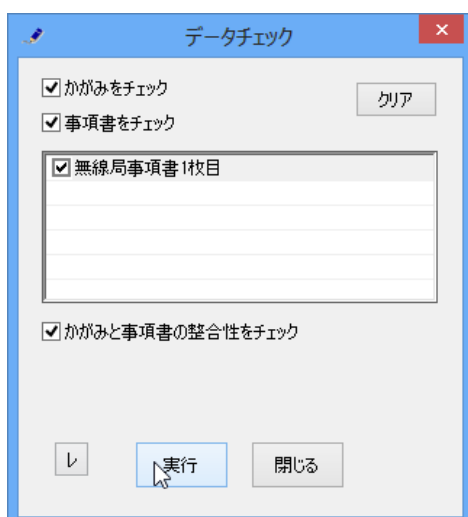 データチェック
かがみをチェック
クリア
事項書をチェック
無線局事項書1枚目
かがみと事項書の整合性をチェック
レ
実行
閉じる